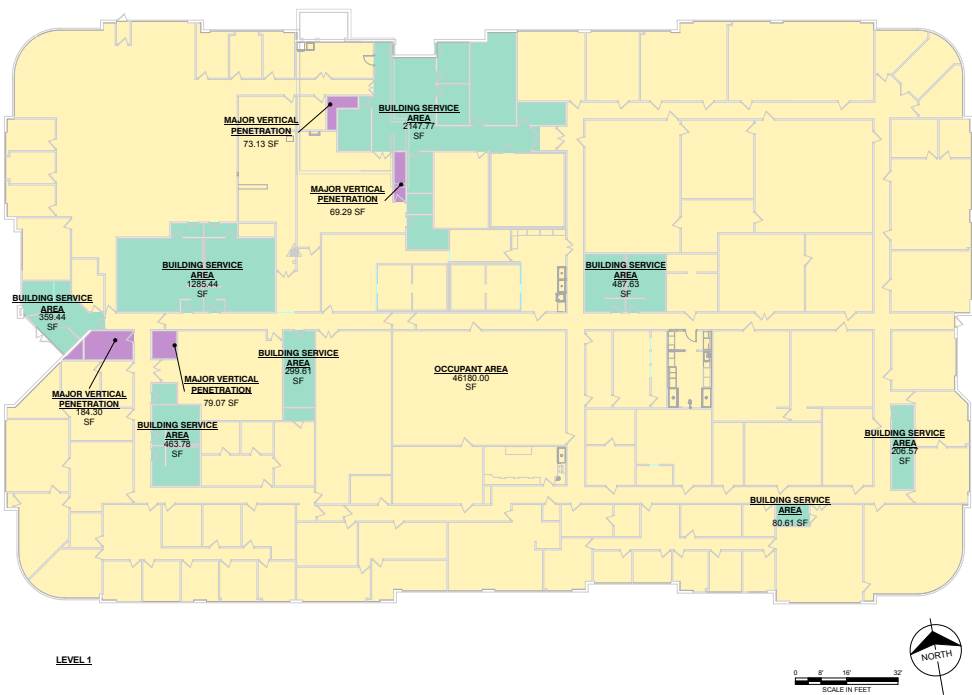 BUILDING SERVICE
AREA
2147.77
SF
MAJOR VERTICAL
PENETRATION
73.13 SF
MAJOR VERTICAL
PENETRATION
69.29 SF
BUILDING SERVICE
AREA
1285.44
SF
BUILDING SERVICE
AREA
487.63
SF
BUILDING SERVICE
AREA
359.44
SF
BUILDING SERVICE
AREA
299.61
SF
OCCUPANT AREA
46180.00
SF
MAJOR VERTICAL
PENETRATION
79.07 SF
MAJOR VERTICAL
PENETRATION
184.30
SF
BUILDING SERVICE
AREA
463.78
SF
BUILDING SERVICE
AREA
206.57
SF
BUILDING SERVICE
AREA
80.61 SF
LEVEL 1
NORTH
0 8' 16' 32'
SCALE IN FEET